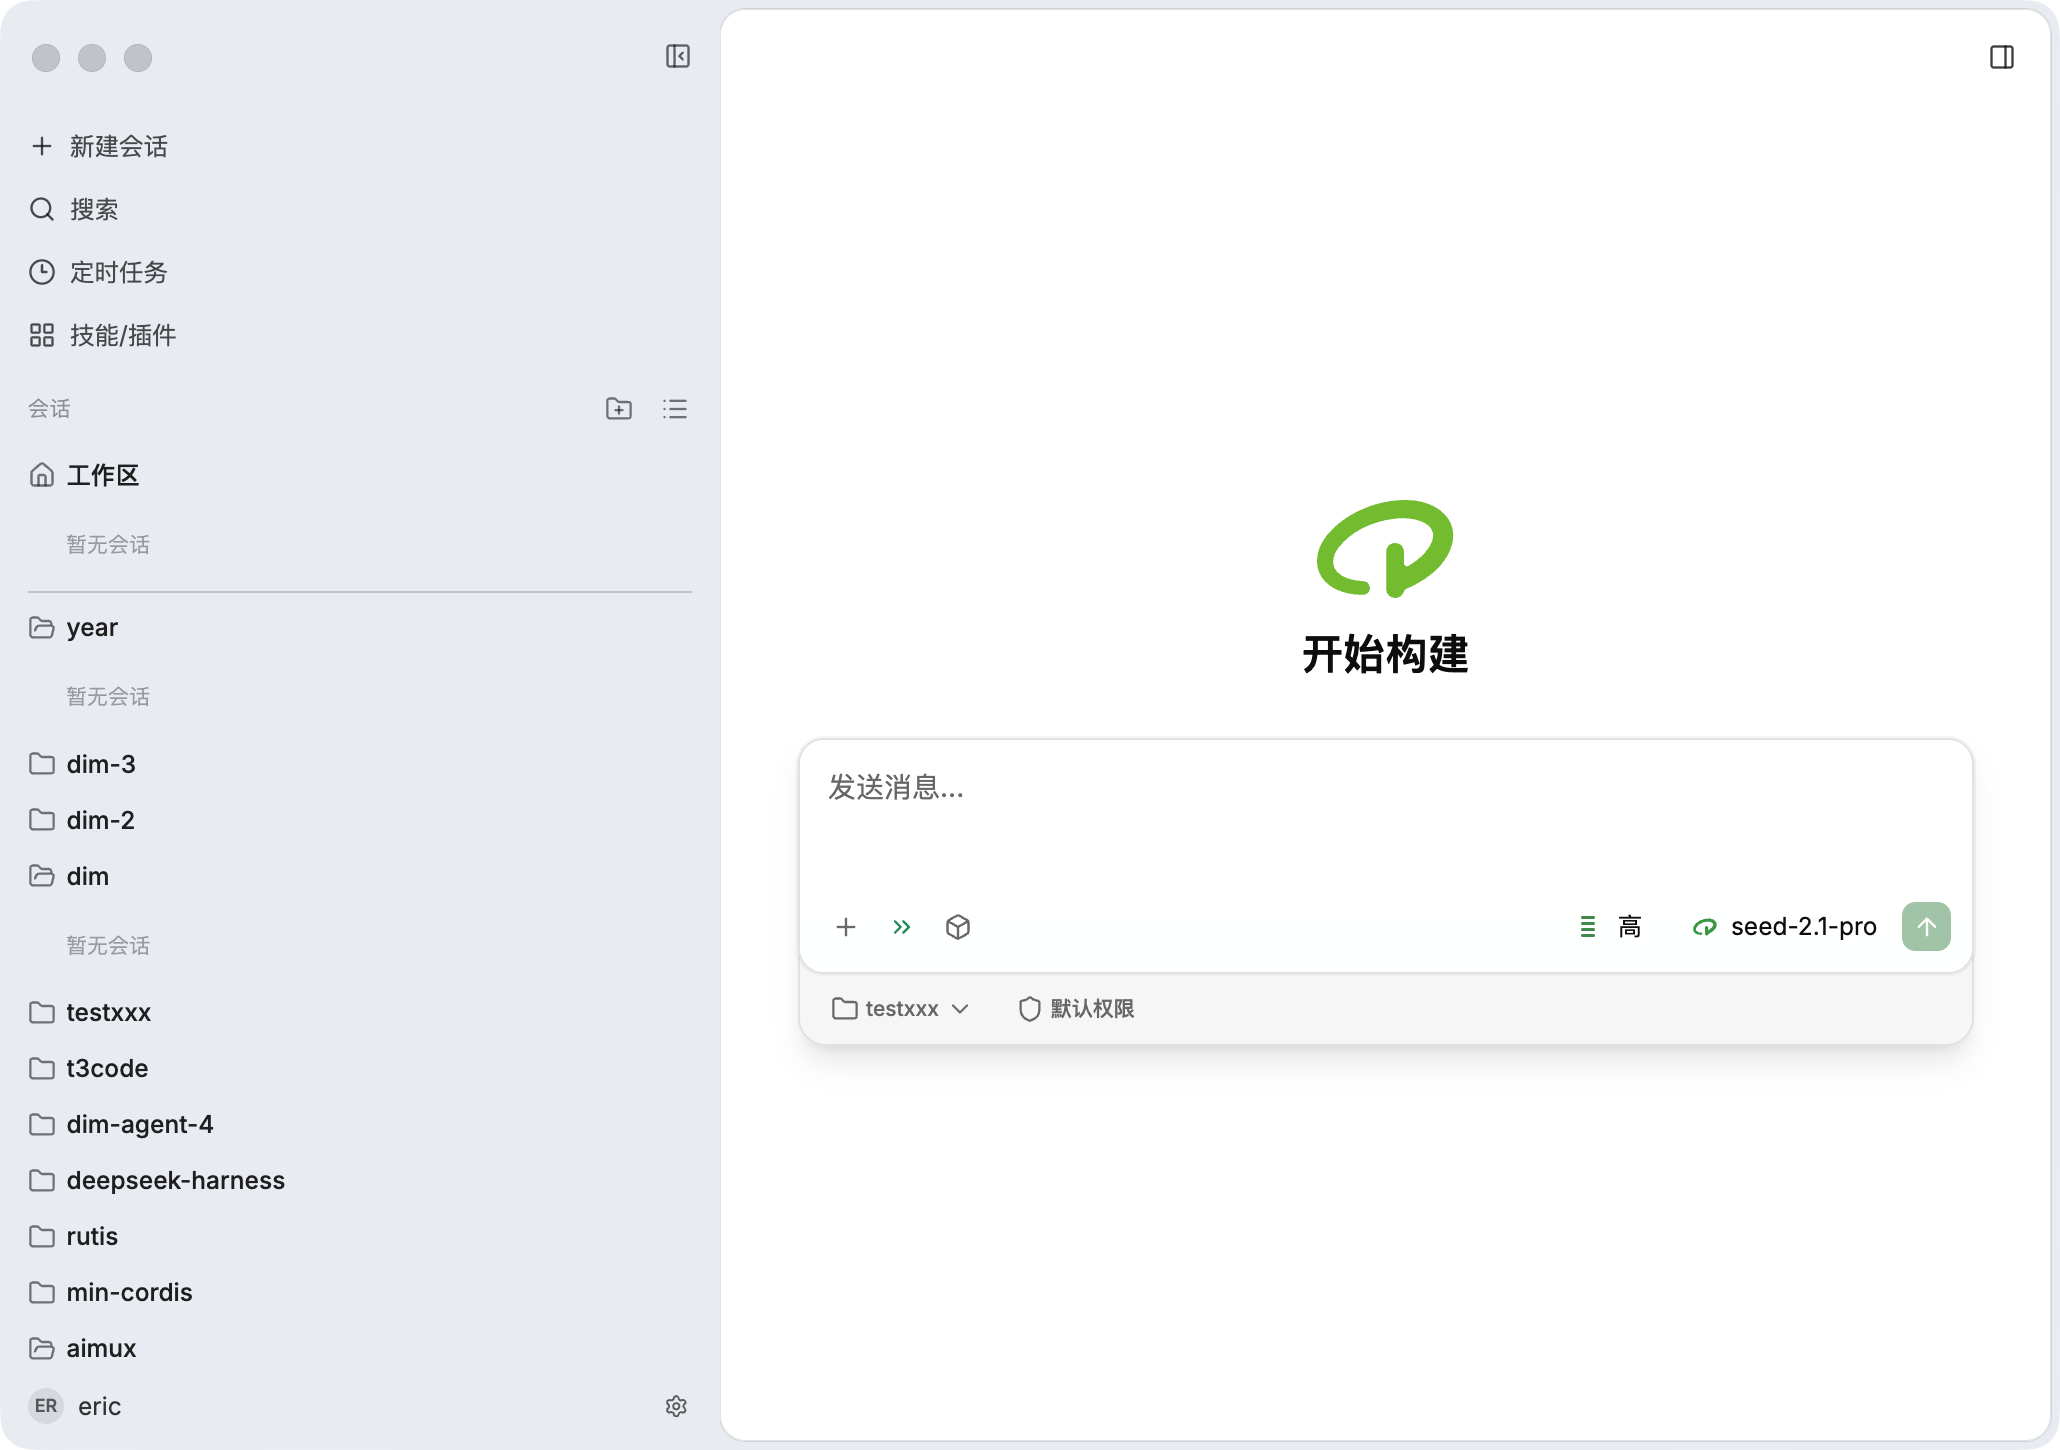 新建会话
搜索
定时任务
技能/插件
会话
工作区
暂无会话
year
暂无会话
dim-3
dim-2
dim
暂无会话
testxxx
t3code
dim-agent-4
deepseek-harness
rutis
min-cordis
aimux
ER eric
开始构建
发送消息...
高 seed-2.1-pro
testxxx 默认权限